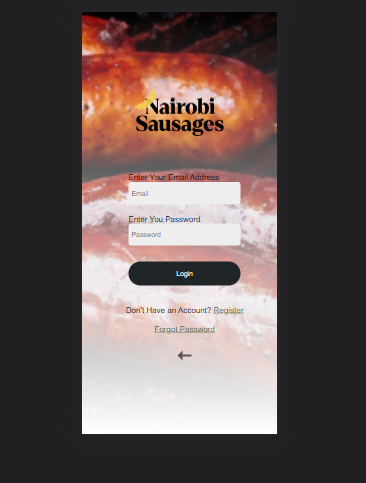 Nairobi
Sausages
Enter Your Email Address
Email
Enter You Password
Password
Login
Don't Have an Account? Register
Forgot Password